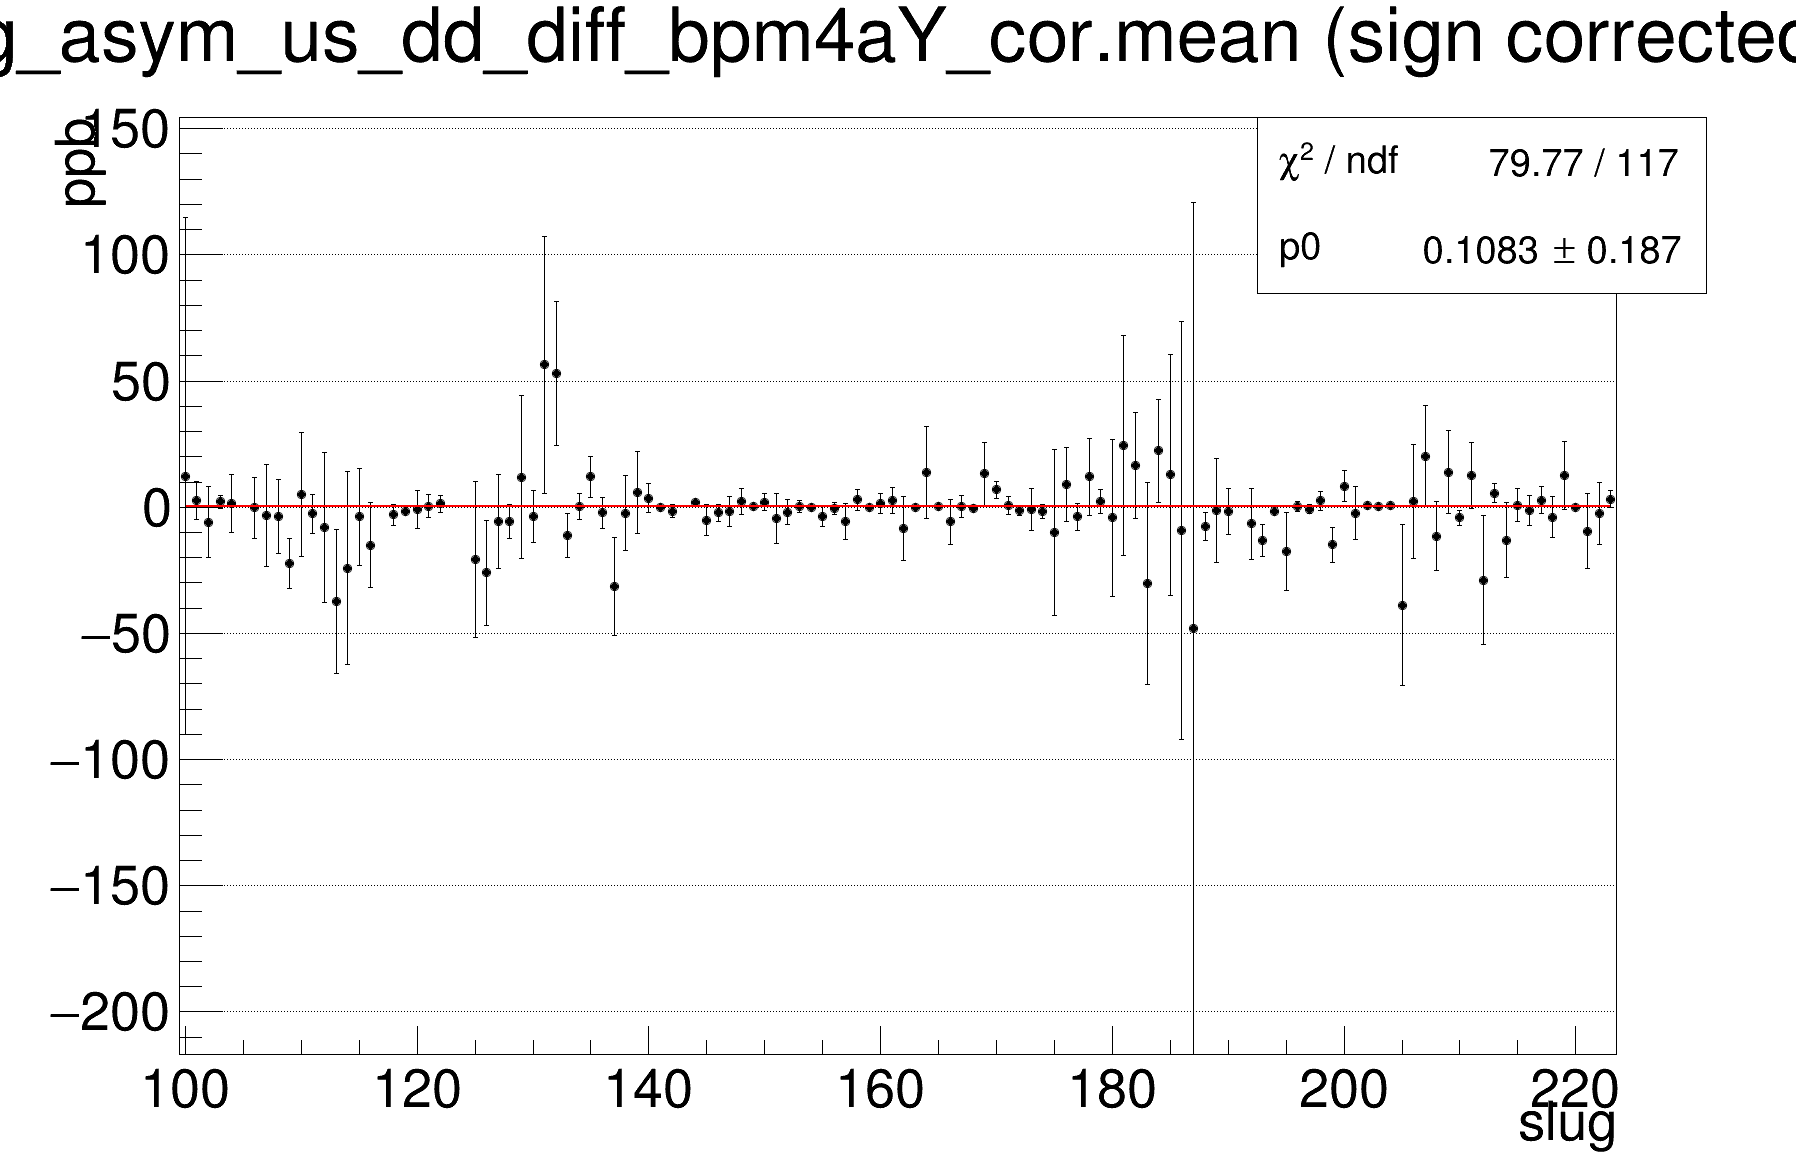 g_asym_us_dd_diff_bpm4aY_cor.mean (sign corrected
ppb
χ² / ndf 79.77 / 117
p0 0.1083 ± 0.187
150
100
50
0
−50
−100
−150
−200
100 120 140 160 180 200 220
slug